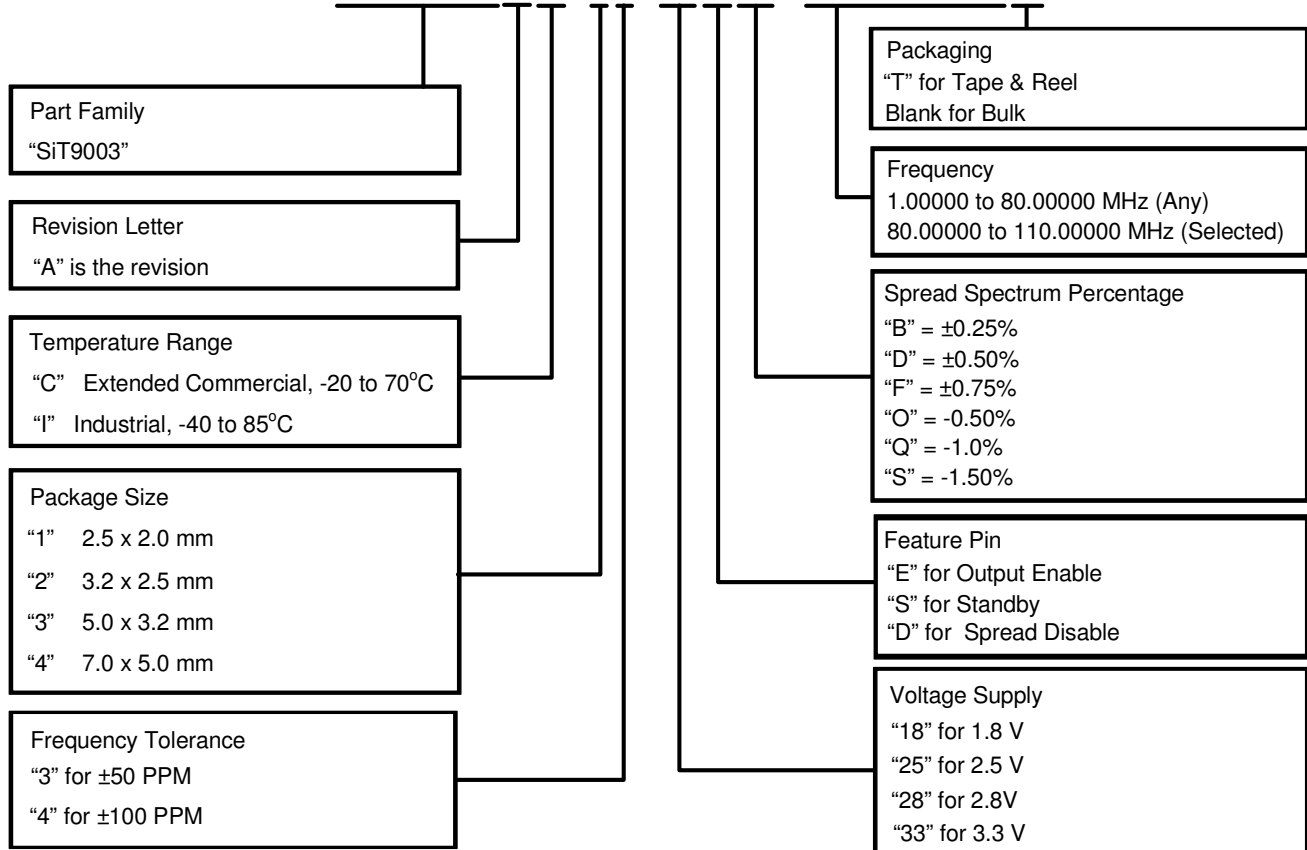 Part Family
“SiT9003”
Revision Letter
“A” is the revision
Temperature Range
“C” Extended Commercial, -20 to 70°C
“I” Industrial, -40 to 85°C
Package Size
“1” 2.5 x 2.0 mm
“2” 3.2 x 2.5 mm
“3” 5.0 x 3.2 mm
“4” 7.0 x 5.0 mm
Frequency Tolerance
“3” for ±50 PPM
“4” for ±100 PPM
Packaging
“T” for Tape & Reel
Blank for Bulk
Frequency
1.00000 to 80.00000 MHz (Any)
80.00000 to 110.00000 MHz (Selected)
Spread Spectrum Percentage
“B” = ±0.25%
“D” = ±0.50%
“F” = ±0.75%
“O” = -0.50%
“Q” = -1.0%
“S” = -1.50%
Feature Pin
“E” for Output Enable
“S” for Standby
“D” for Spread Disable
Voltage Supply
“18” for 1.8 V
“25” for 2.5 V
“28” for 2.8V
“33” for 3.3 V